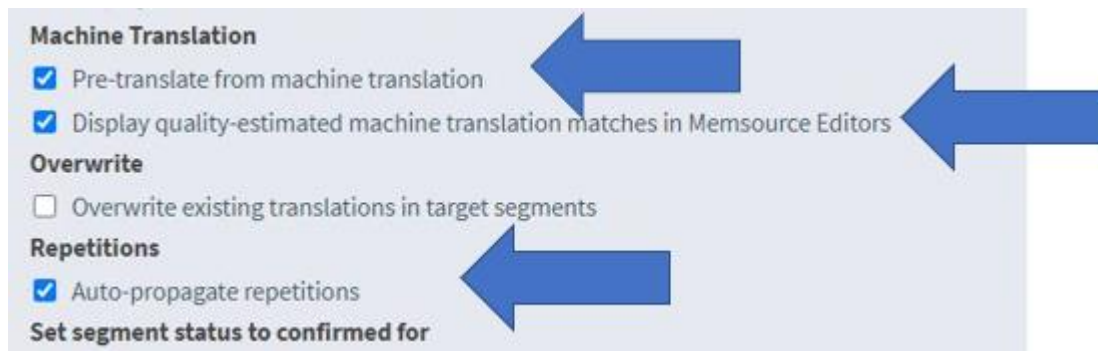 Machine Translation
Pre-translate from machine translation
Display quality-estimated machine translation matches in Memsource Editors
Overwrite
Overwrite existing translations in target segments
Repetitions
Auto-propagate repetitions
Set segment status to confirmed for